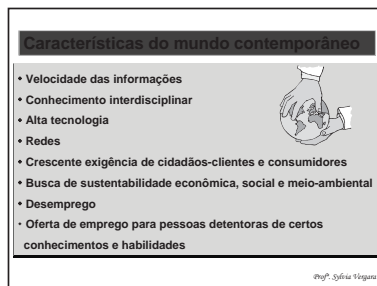 Características do mundo contemporâneo
• Velocidade das informações
• Conhecimento interdisciplinar
• Alta tecnologia
• Redes
• Crescente exigência de cidadãos-clientes e consumidores
• Busca de sustentabilidade econômica, social e meio-ambiental
• Desemprego
• Oferta de emprego para pessoas detentoras de certos
conhecimentos e habilidades
Profª. Sylvia Vergara